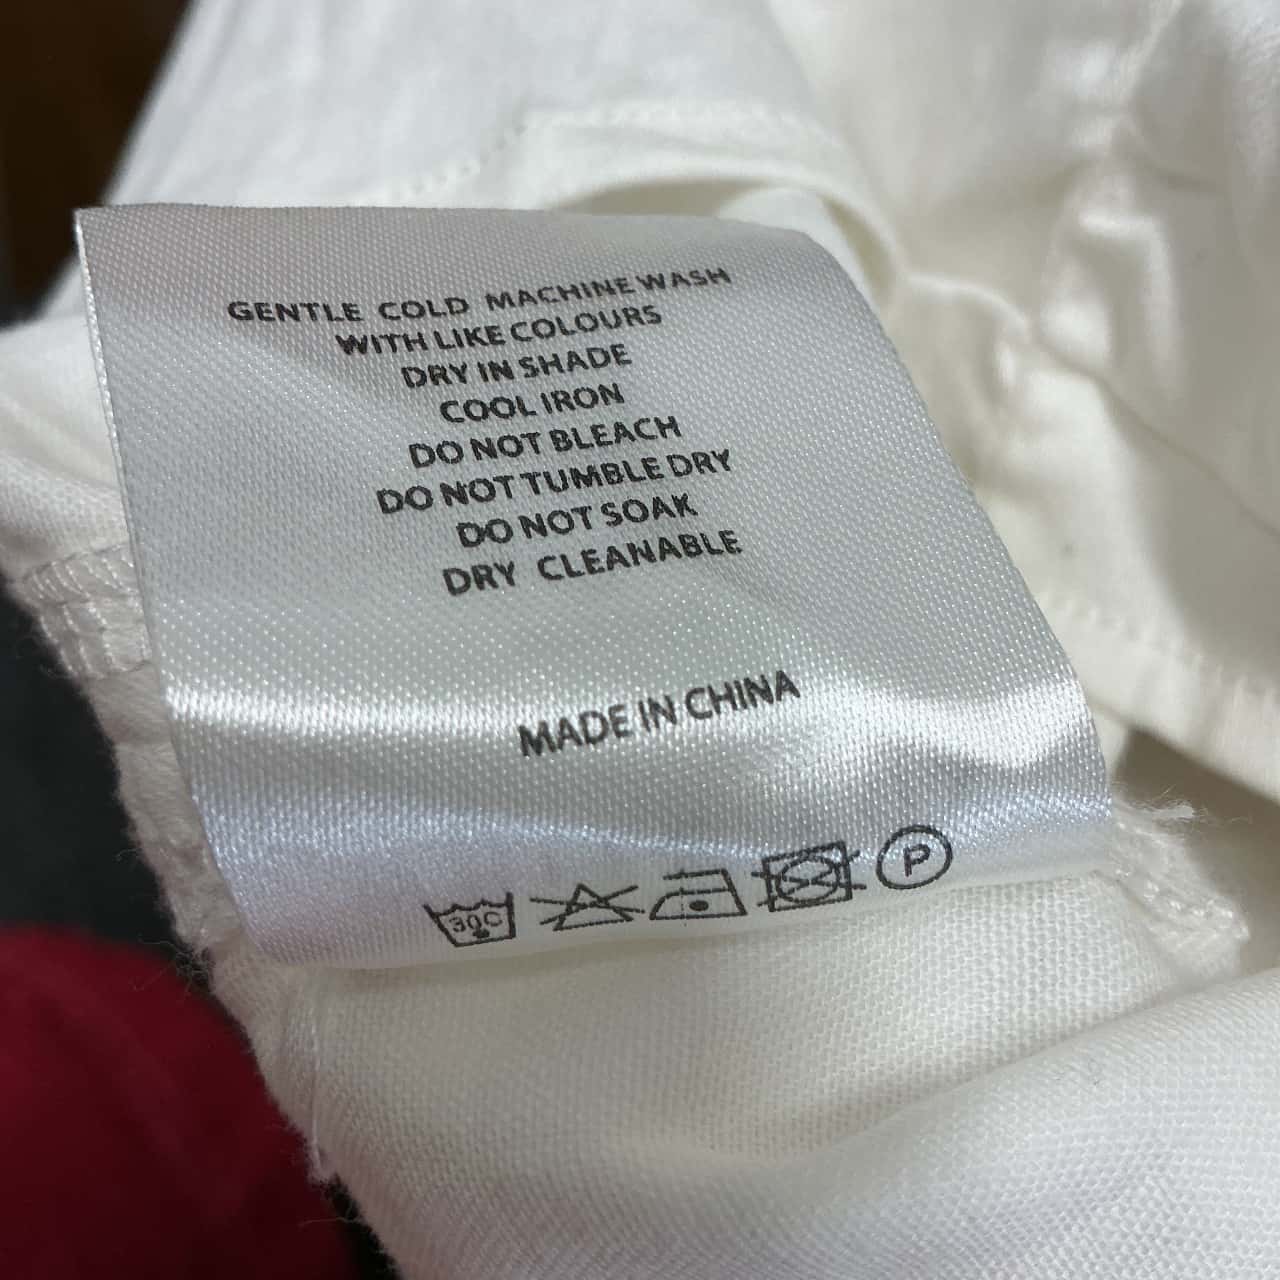 GENTLE COLD MACHINE WASH
WITH LIKE COLOURS
DRY IN SHADE
COOL IRON
DO NOT BLEACH
DO NOT TUMBLE DRY
DO NOT SOAK
DRY CLEANABLE
MADE IN CHINA
30C P